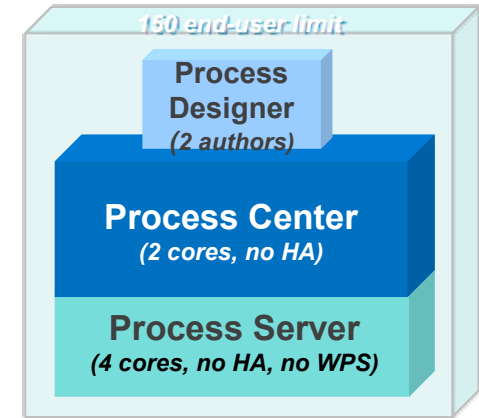 150 end-user limit
Process
Designer
(2 authors)
Process Center
(2 cores, no HA)
Process Server
(4 cores, no HA, no WPS)